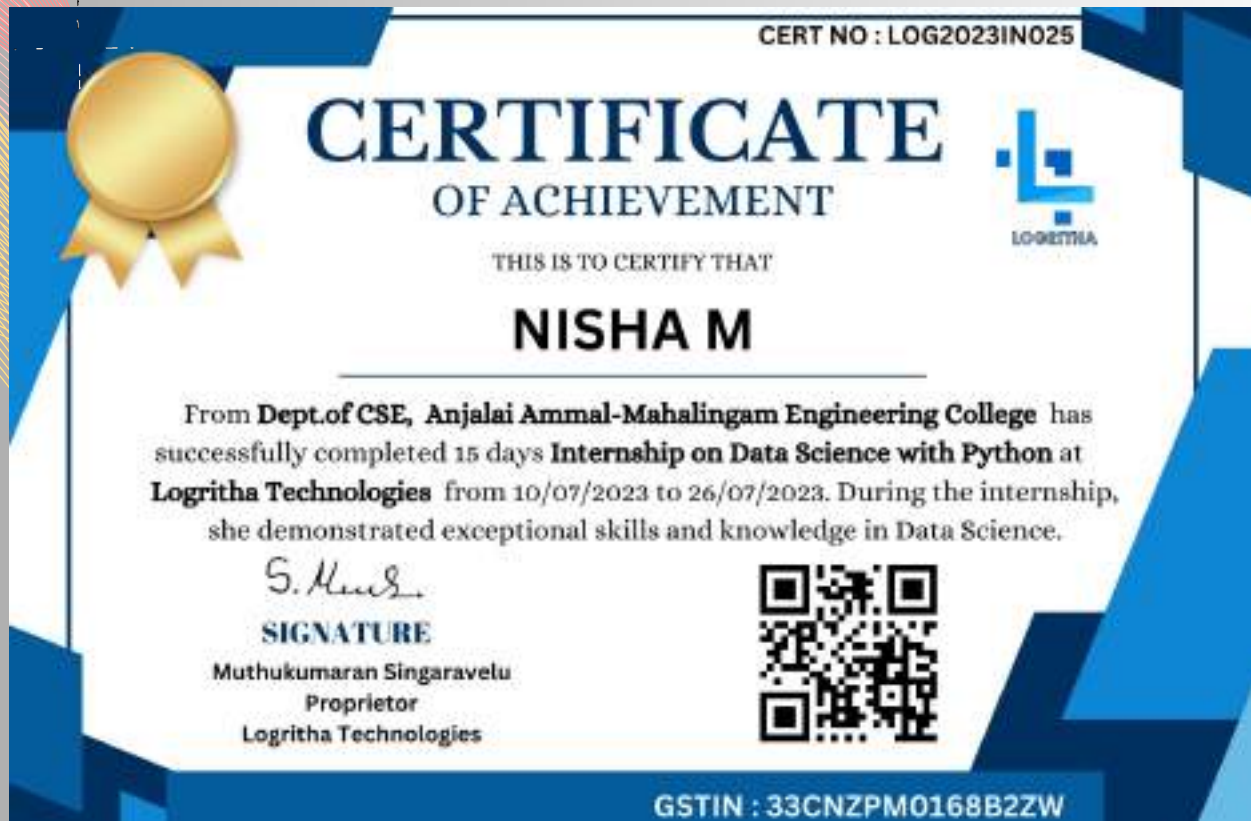 CERT NO : LOG2023IN025
CERTIFICATE
OF ACHIEVEMENT
LOGRITHA
THIS IS TO CERTIFY THAT
NISHA M
From Dept.of CSE, Anjalai Ammal-Mahalingam Engineering College has
successfully completed 15 days Internship on Data Science with Python at
Logritha Technologies from 10/07/2023 to 26/07/2023. During the internship,
she demonstrated exceptional skills and knowledge in Data Science.
S.
SIGNATURE
Muthukumaran Singaravelu
Proprietor
Logritha Technologies
GSTIN : 33CNZPM0168B2ZW